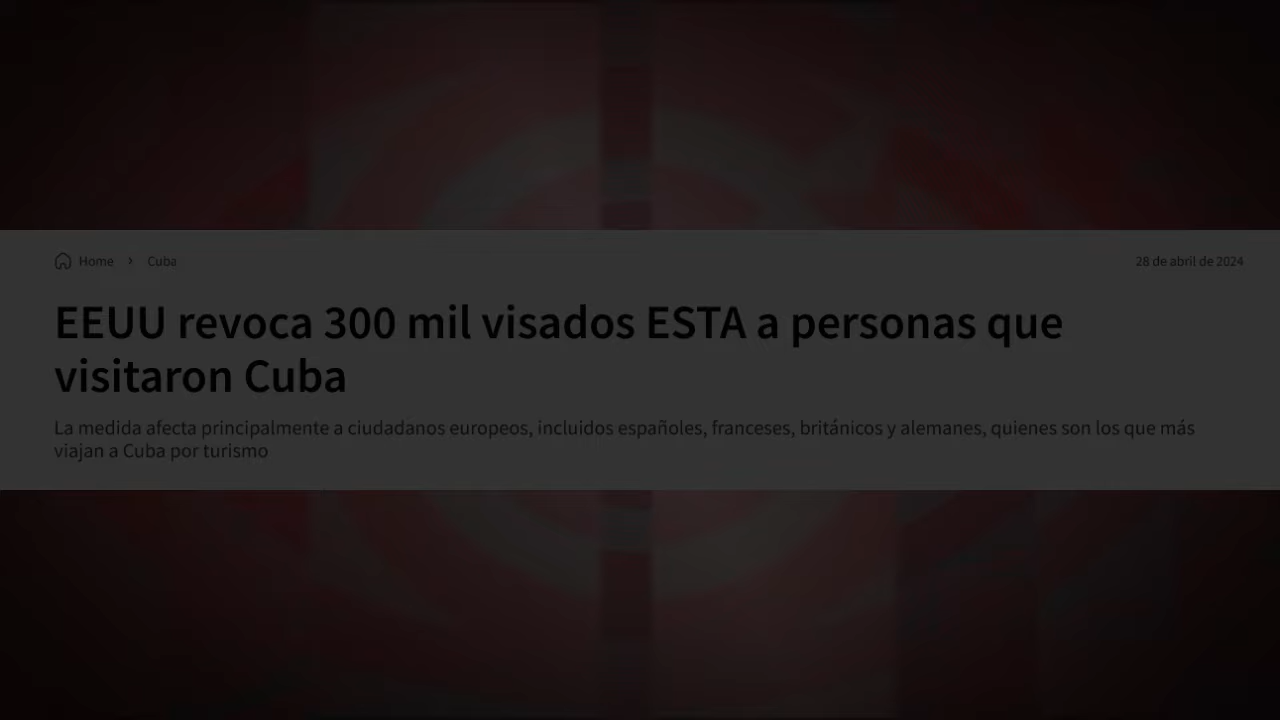 Home › Cuba
28 de abril de 2024
EEUU revoca 300 mil visados ESTA a personas que
visitaron Cuba
La medida afecta principalmente a ciudadanos europeos, incluidos españoles, franceses, británicos y alemanes, quienes son los que más
viajan a Cuba por turismo